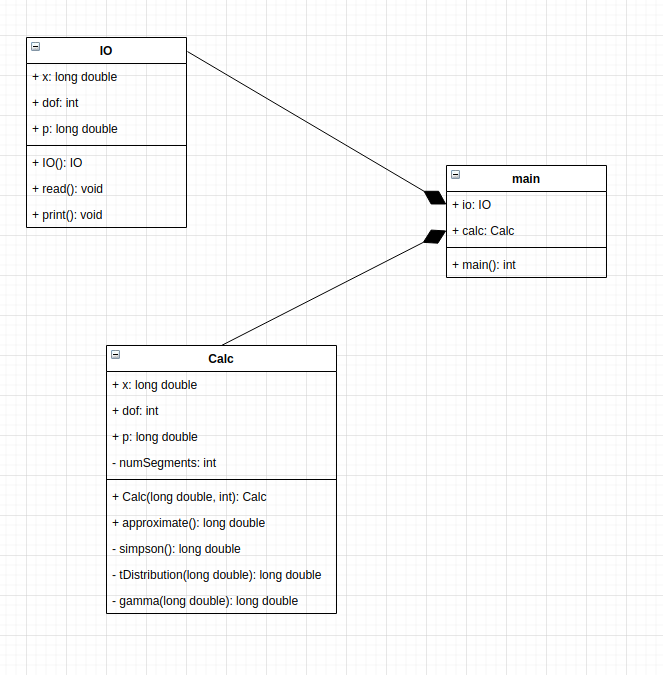 IO
+ x: long double
+ dof: int
+ p: long double
+ IO(): IO
+ read(): void
+ print(): void
main
+ io: IO
+ calc: Calc
+ main(): int
Calc
+ x: long double
+ dof: int
+ p: long double
- numSegments: int
+ Calc(long double, int): Calc
+ approximate(): long double
- simpson(): long double
- tDistribution(long double): long double
- gamma(long double): long double